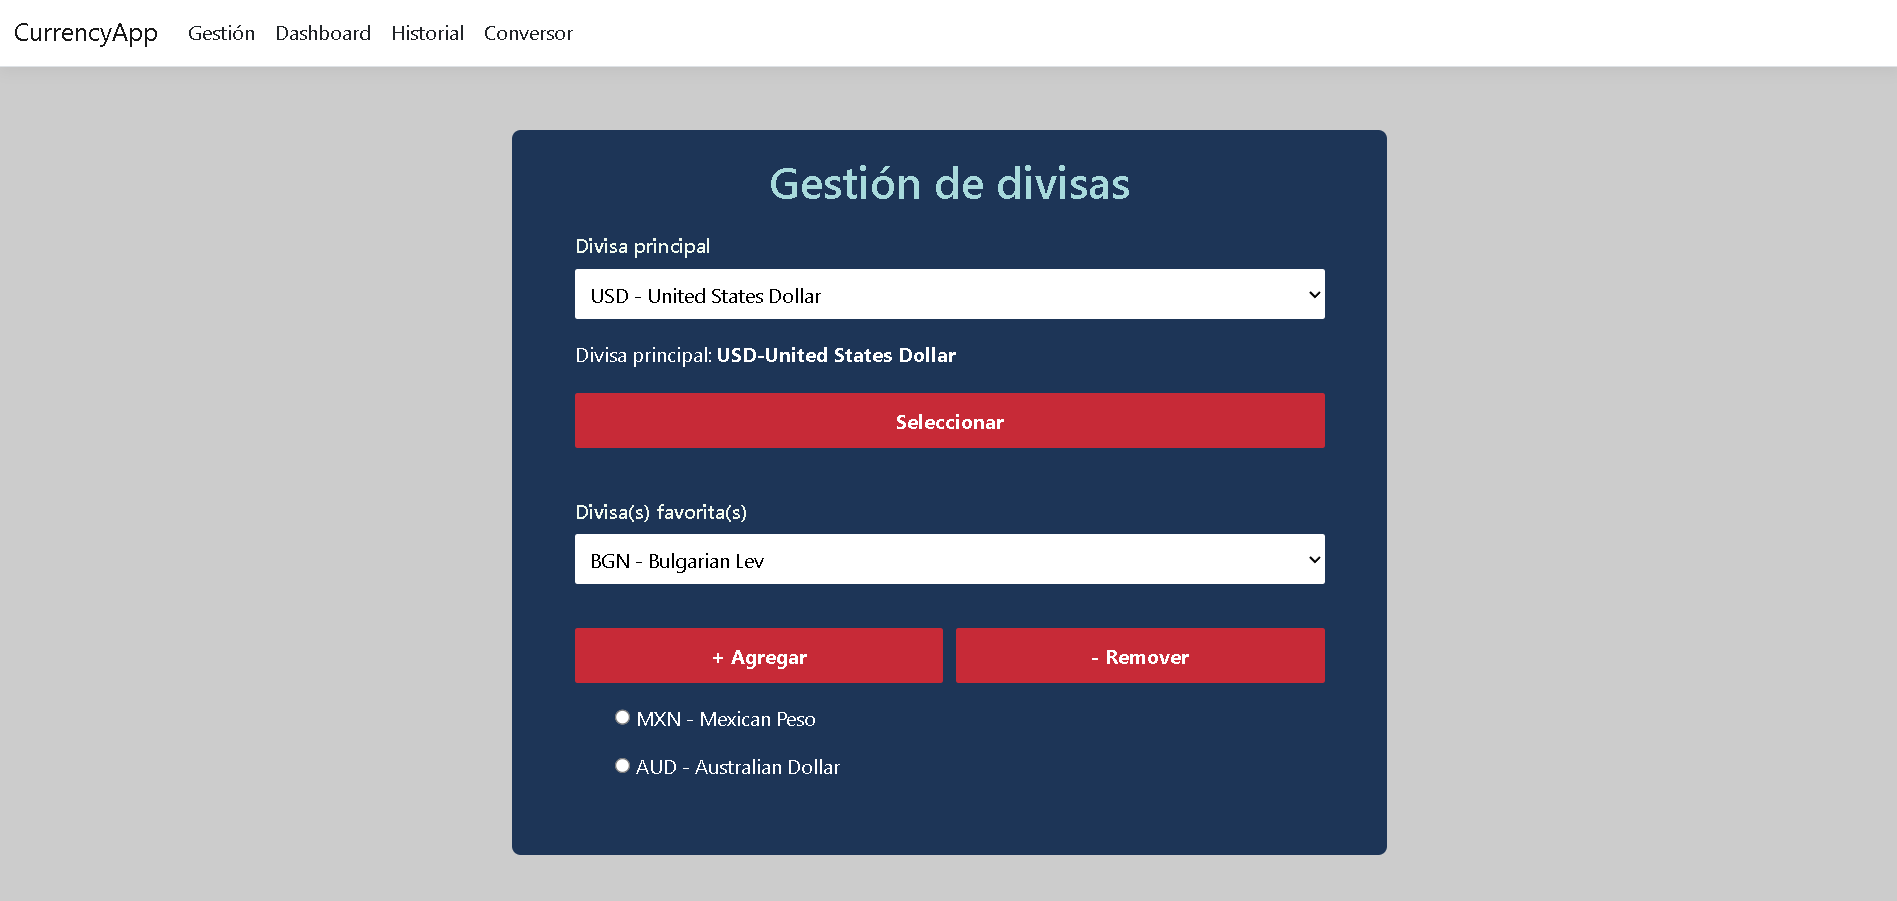 CurrencyApp Gestión Dashboard Historial Conversor
Gestión de divisas
Divisa principal
USD - United States Dollar
Divisa principal: USD-United States Dollar
Seleccionar
Divisa(s) favorita(s)
BGN - Bulgarian Lev
+ Agregar - Remover
MXN - Mexican Peso
AUD - Australian Dollar